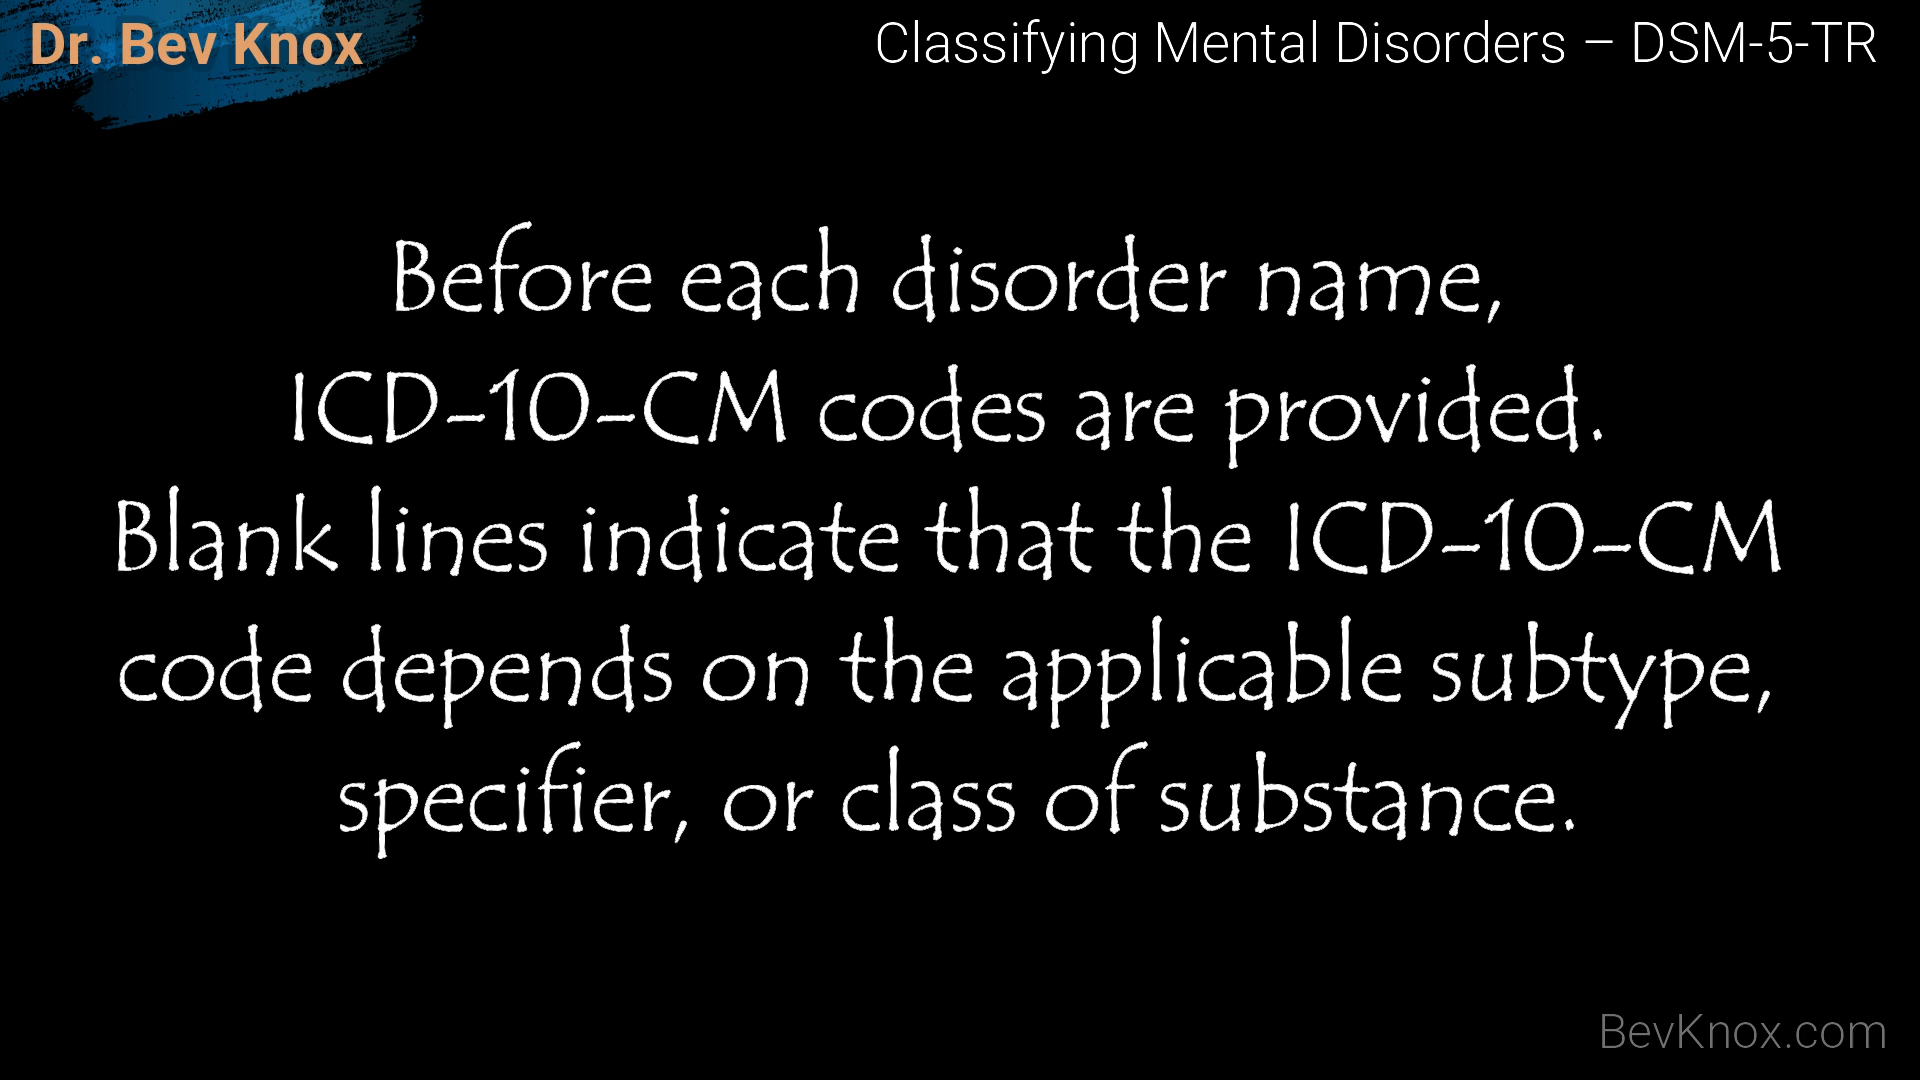 Dr. Bev Knox
Classifying Mental Disorders – DSM-5-TR
Before each disorder name,
ICD-10-CM codes are provided.
Blank lines indicate that the ICD-10-CM
code depends on the applicable subtype,
specifier, or class of substance.
BevKnox.com